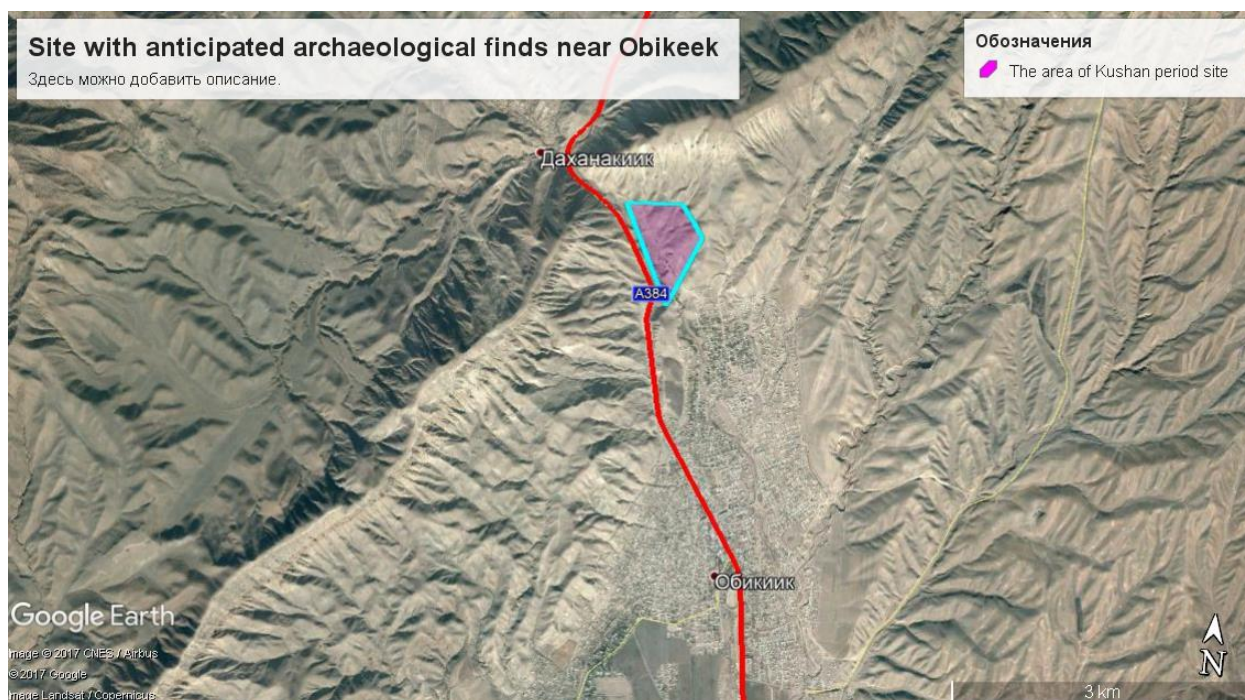 Site with anticipated archaeological finds near Obikeek
Здесь можно добавить описание.
Обозначения
The area of Kushan period site
Даханакиик
A384
Обикиик
Google Earth
Image © 2017 CNES / Airbus
© 2017 Google
Image Landsat / Copernicus
N
3 km